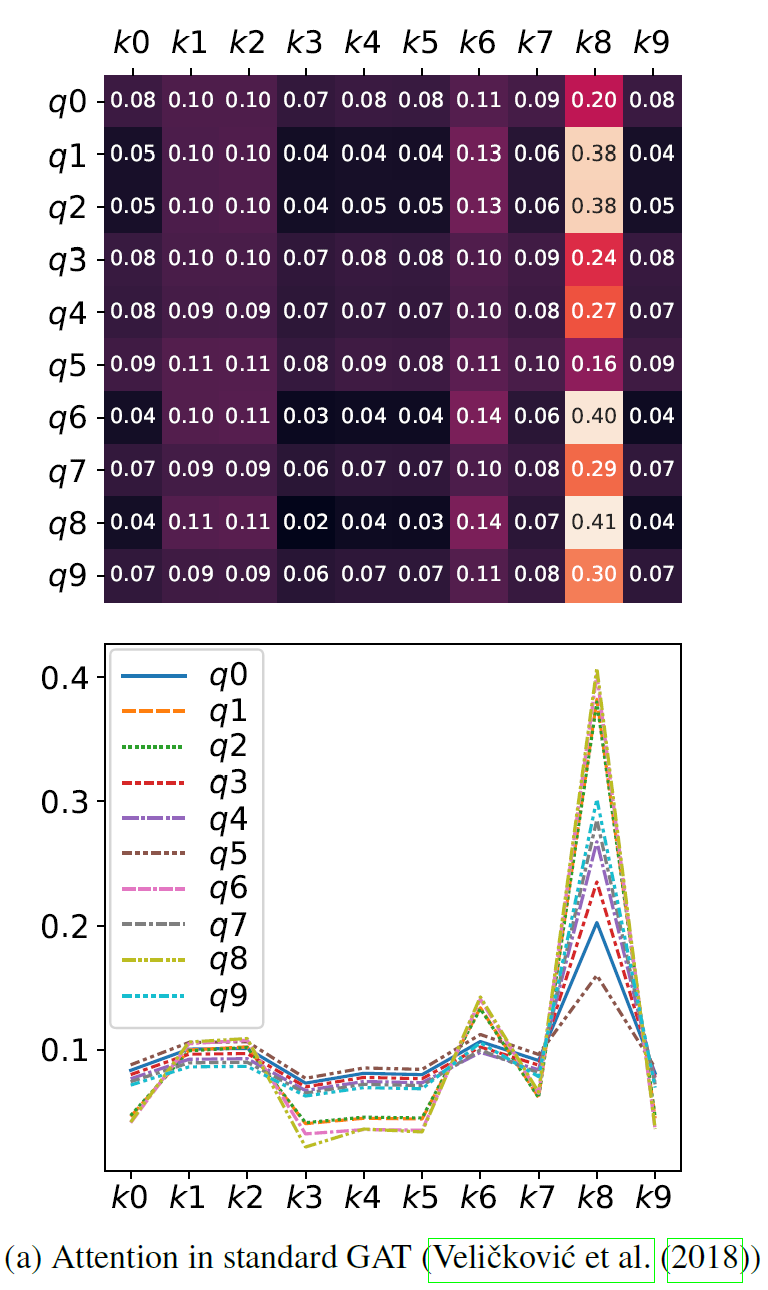 k0 k1 k2 k3 k4 k5 k6 k7 k8 k9
q0 0.08 0.10 0.10 0.07 0.08 0.08 0.11 0.09 0.20 0.08
q1 0.05 0.10 0.10 0.04 0.04 0.04 0.13 0.06 0.38 0.04
q2 0.05 0.10 0.10 0.04 0.05 0.05 0.13 0.06 0.38 0.05
q3 0.08 0.10 0.10 0.07 0.08 0.08 0.10 0.09 0.24 0.08
q4 0.08 0.09 0.09 0.07 0.07 0.07 0.10 0.08 0.27 0.07
q5 0.09 0.11 0.11 0.08 0.09 0.08 0.11 0.10 0.16 0.09
q6 0.04 0.10 0.11 0.03 0.04 0.04 0.14 0.06 0.40 0.04
q7 0.07 0.09 0.09 0.06 0.07 0.07 0.10 0.08 0.29 0.07
q8 0.04 0.11 0.11 0.02 0.04 0.03 0.14 0.07 0.41 0.04
q9 0.07 0.09 0.09 0.06 0.07 0.07 0.11 0.08 0.30 0.07
0.4
0.3
0.2
0.1
q0
q1
q2
q3
q4
q5
q6
q7
q8
q9
k0 k1 k2 k3 k4 k5 k6 k7 k8 k9
(a) Attention in standard GAT (Veličković et al. (2018))